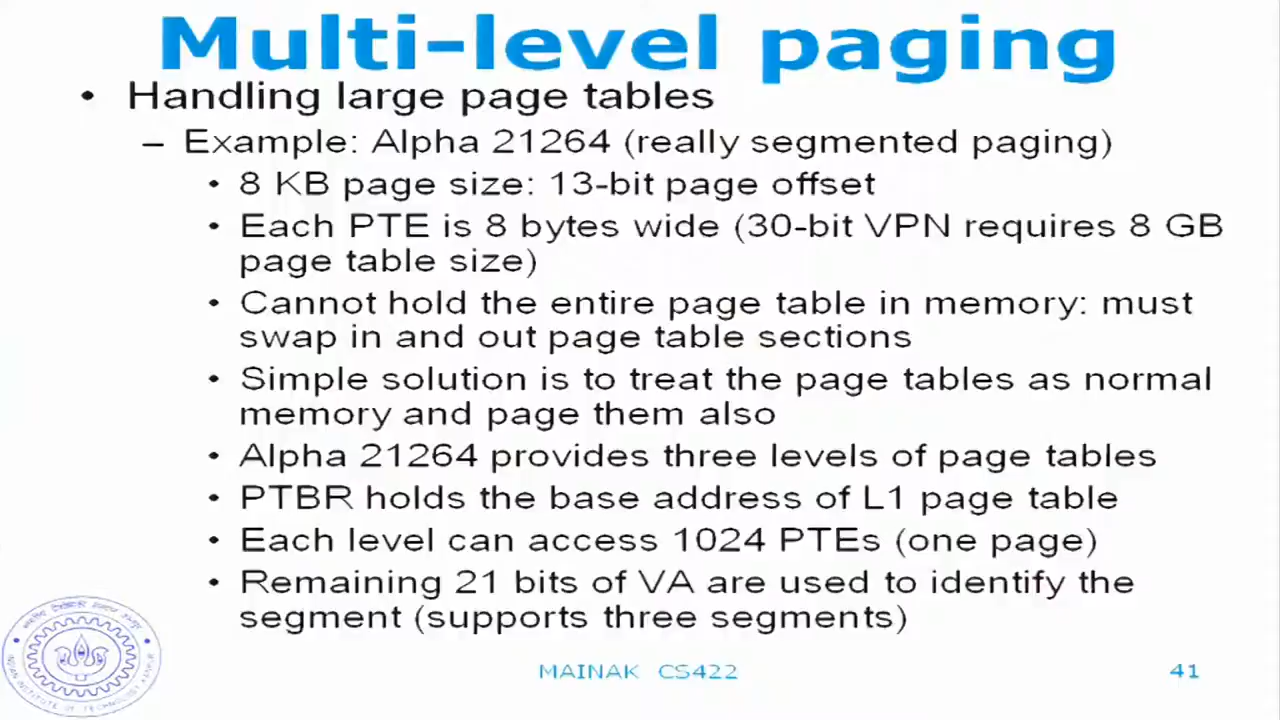 Multi-level paging
• Handling large page tables
– Example: Alpha 21264 (really segmented paging)
• 8 KB page size: 13-bit page offset
• Each PTE is 8 bytes wide (30-bit VPN requires 8 GB
page table size)
• Cannot hold the entire page table in memory: must
swap in and out page table sections
• Simple solution is to treat the page tables as normal
memory and page them also
• Alpha 21264 provides three levels of page tables
• PTBR holds the base address of L1 page table
• Each level can access 1024 PTEs (one page)
• Remaining 21 bits of VA are used to identify the
segment (supports three segments)
MAINAK CS422
41